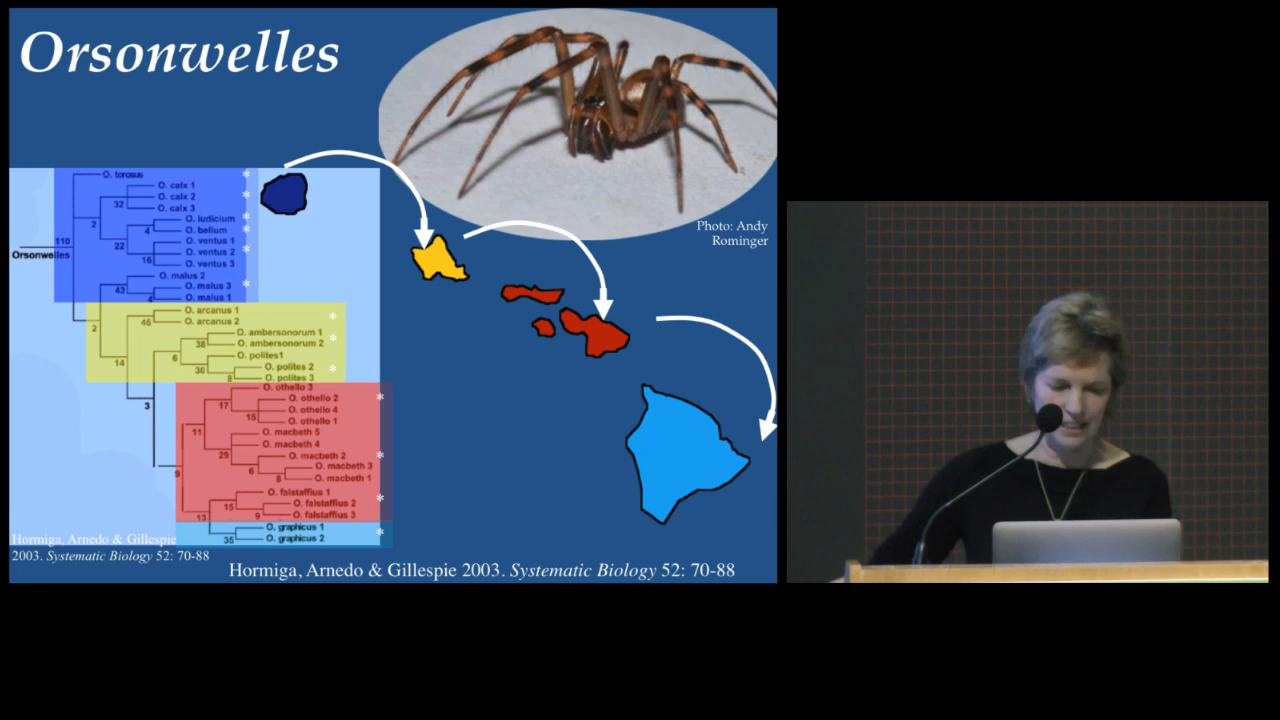 Orsonwelles
Photo: Andy
Rominger
O. torosus *
O. calx 1 *
O. calx 2 *
32
O. calx 3 *
2
O. iudicium *
4
O. bellum *
110
22
O. ventus 1
O. ventus 2 *
Orsonwelles
16
O. ventus 3
O. malus 2
43
O. malus 3 *
4
O. malus 1
O. arcanus 1
*
46
O. arcanus 2
2
O. ambersonorum 1
*
38
O. ambersonorum 2
6
O. polites1
14
30
O. polites 2 *
8
O. polites 3
O. othello 3
17
O. othello 2 *
3
O. othello 4
15
O. othello 1
11
O. macbeth 5
O. macbeth 4
29
O. macbeth 2 *
6
O. macbeth 3
9
8
O. macbeth 1
O. falstaffius 1
15
O. falstaffius 2 *
9
O. falstaffius 3
13
O. graphicus 1 *
35
O. graphicus 2
Hormiga, Arnedo & Gillespie
2003. Systematic Biology 52: 70-88
Hormiga, Arnedo & Gillespie 2003. Systematic Biology 52: 70-88